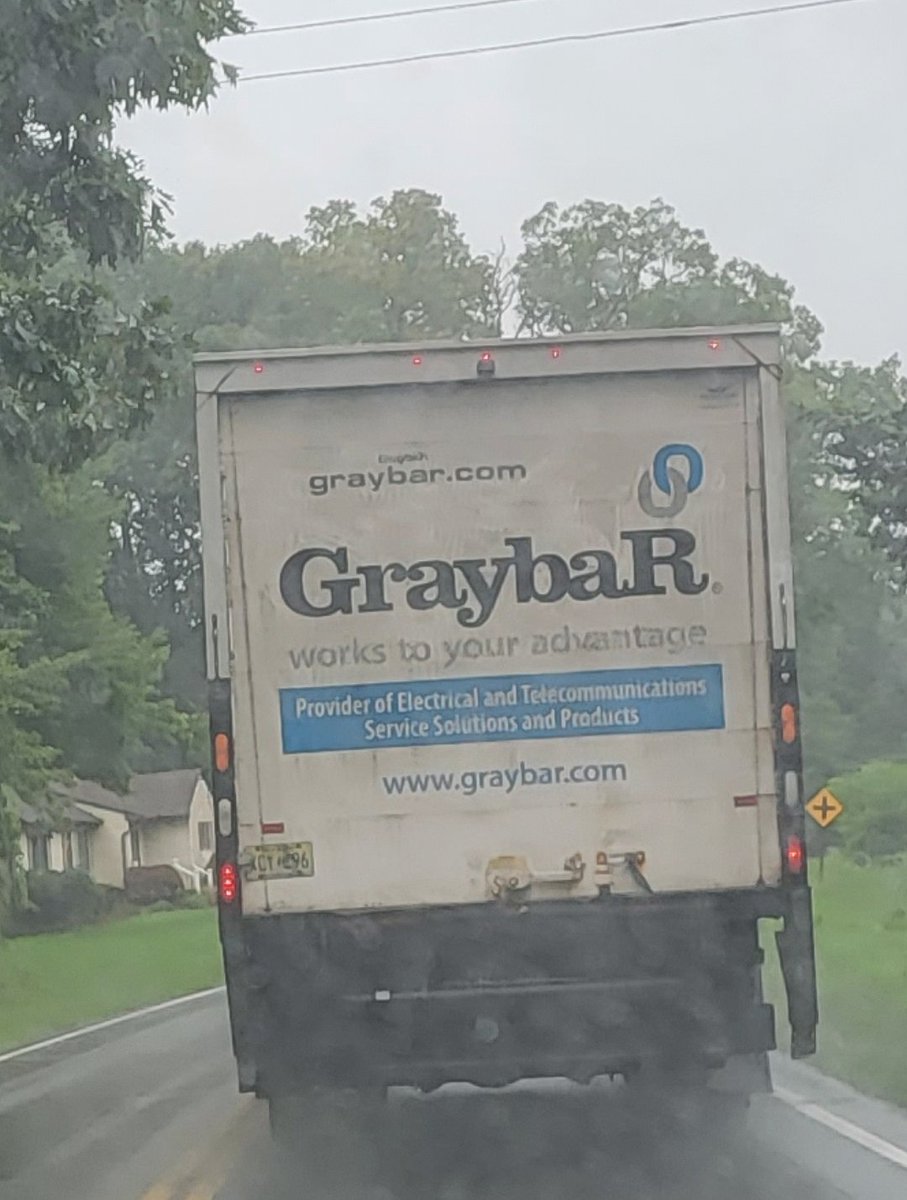 graybar.com
GraybaR®
works to your advantage
Provider of Electrical and Telecommunications
Service Solutions and Products
www.graybar.com